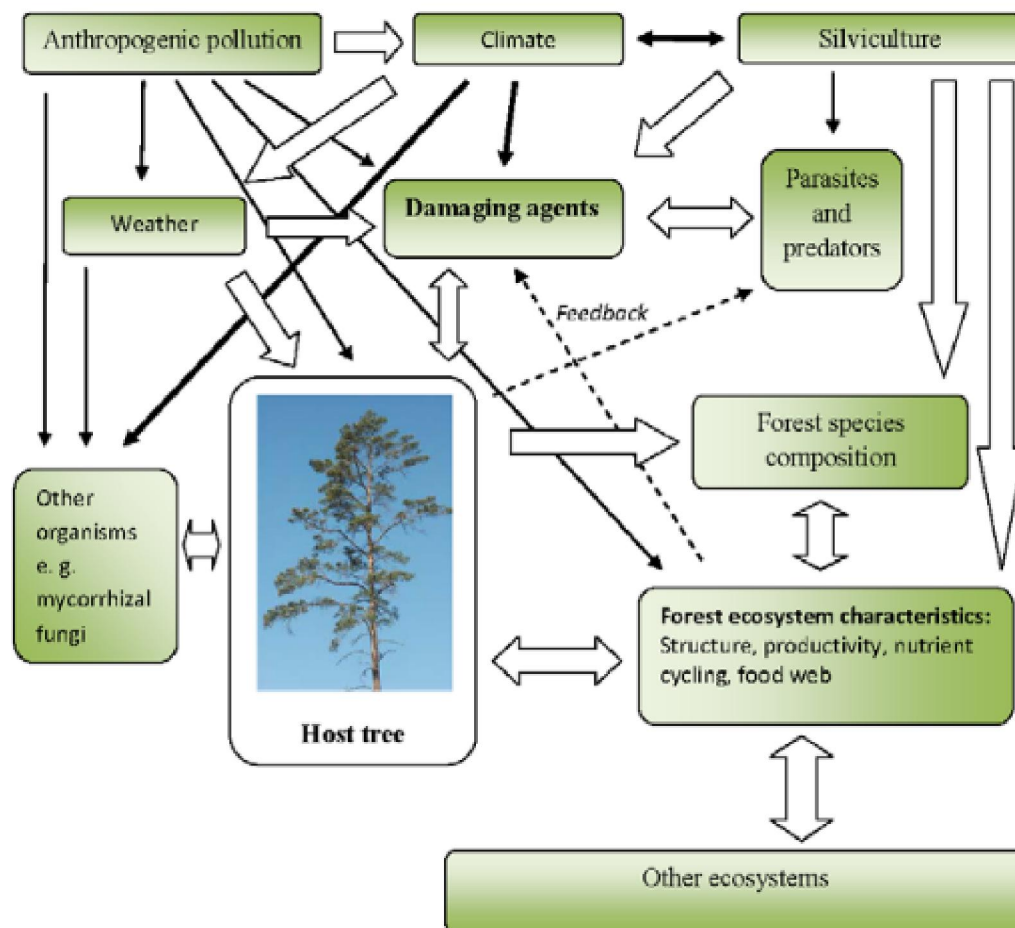 Anthropogenic pollution
Climate
Silviculture
Weather
Damaging agents
Parasites
and
predators
Feedback
Forest species
composition
Other
organisms
e. g.
mycorrhizal
fungi
Host tree
Forest ecosystem characteristics:
Structure, productivity, nutrient
cycling, food web
Other ecosystems